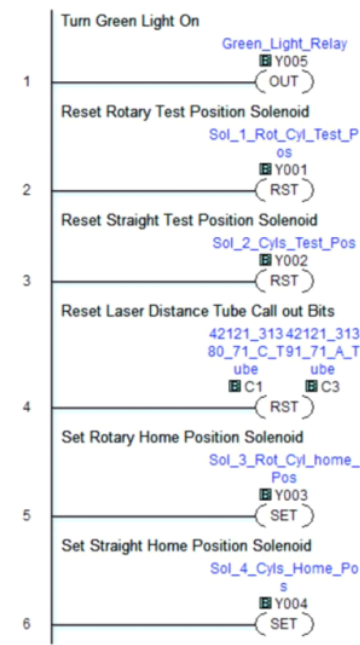 Turn Green Light On
Green_Light_Relay
Y005
1 OUT
Reset Rotary Test Position Solenoid
Sol_1_Rot_Cyl_Test_P
os
Y001
2 RST
Reset Straight Test Position Solenoid
Sol_2_Cyls_Test_Pos
Y002
3 RST
Reset Laser Distance Tube Call out Bits
42121_313 42121_313
80_71_C_T 91_71_A_T
ube ube
C1 C3
4 RST
Set Rotary Home Position Solenoid
Sol_3_Rot_Cyl_home_
Pos
Y003
5 SET
Set Straight Home Position Solenoid
Sol_4_Cyls_Home_Po
s
Y004
6 SET